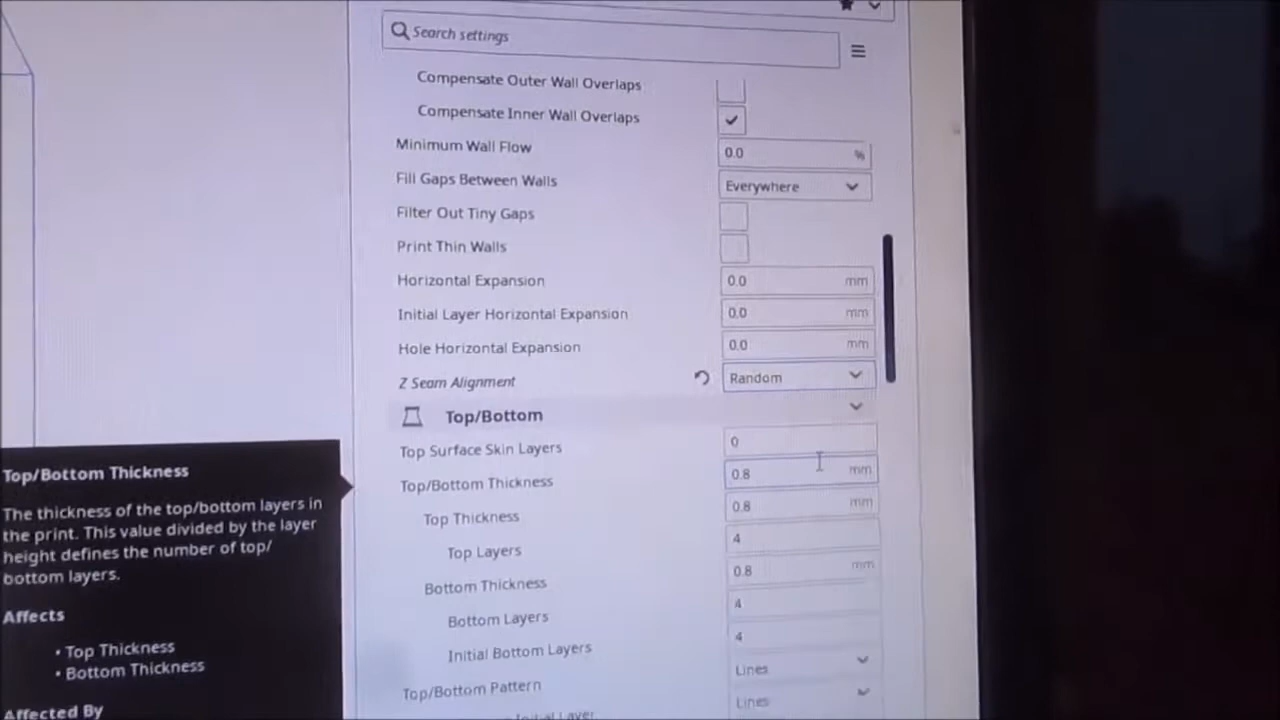 Search settings
Compensate Outer Wall Overlaps
Compensate Inner Wall Overlaps
Minimum Wall Flow 0.0 %
Fill Gaps Between Walls Everywhere
Filter Out Tiny Gaps
Print Thin Walls
Horizontal Expansion 0.0 mm
Initial Layer Horizontal Expansion 0.0 mm
Hole Horizontal Expansion 0.0 mm
Z Seam Alignment Random
Top/Bottom
Top Surface Skin Layers 0
Top/Bottom Thickness 0.8 mm
Top Thickness 0.8 mm
Top Layers 4
Bottom Thickness 0.8 mm
Bottom Layers 4
Initial Bottom Layers 4
Top/Bottom Pattern Lines
Initial Layer Lines
Top/Bottom Thickness
The thickness of the top/bottom layers in
the print. This value divided by the layer
height defines the number of top/
bottom layers.
Affects
• Top Thickness
• Bottom Thickness
Affected By